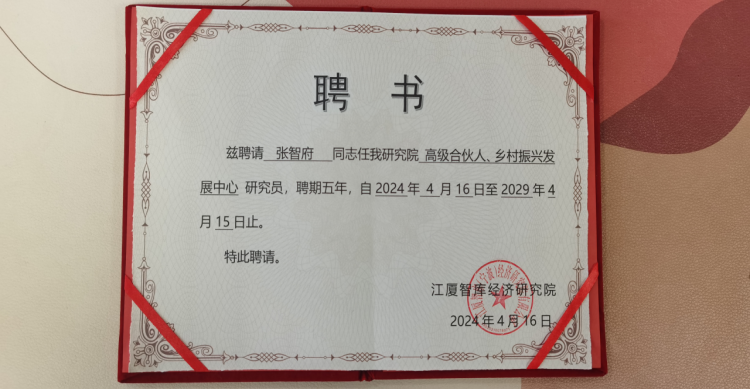 聘 书
兹聘请 张智府 同志任我研究院 高级合伙人、乡村振兴发
展中心 研究员，聘期五年，自 2024 年 4 月 16 日至 2029 年 4
月 15 日止。
特此聘请。
江厦智库经济研究院
2024 年 4 月 16 日